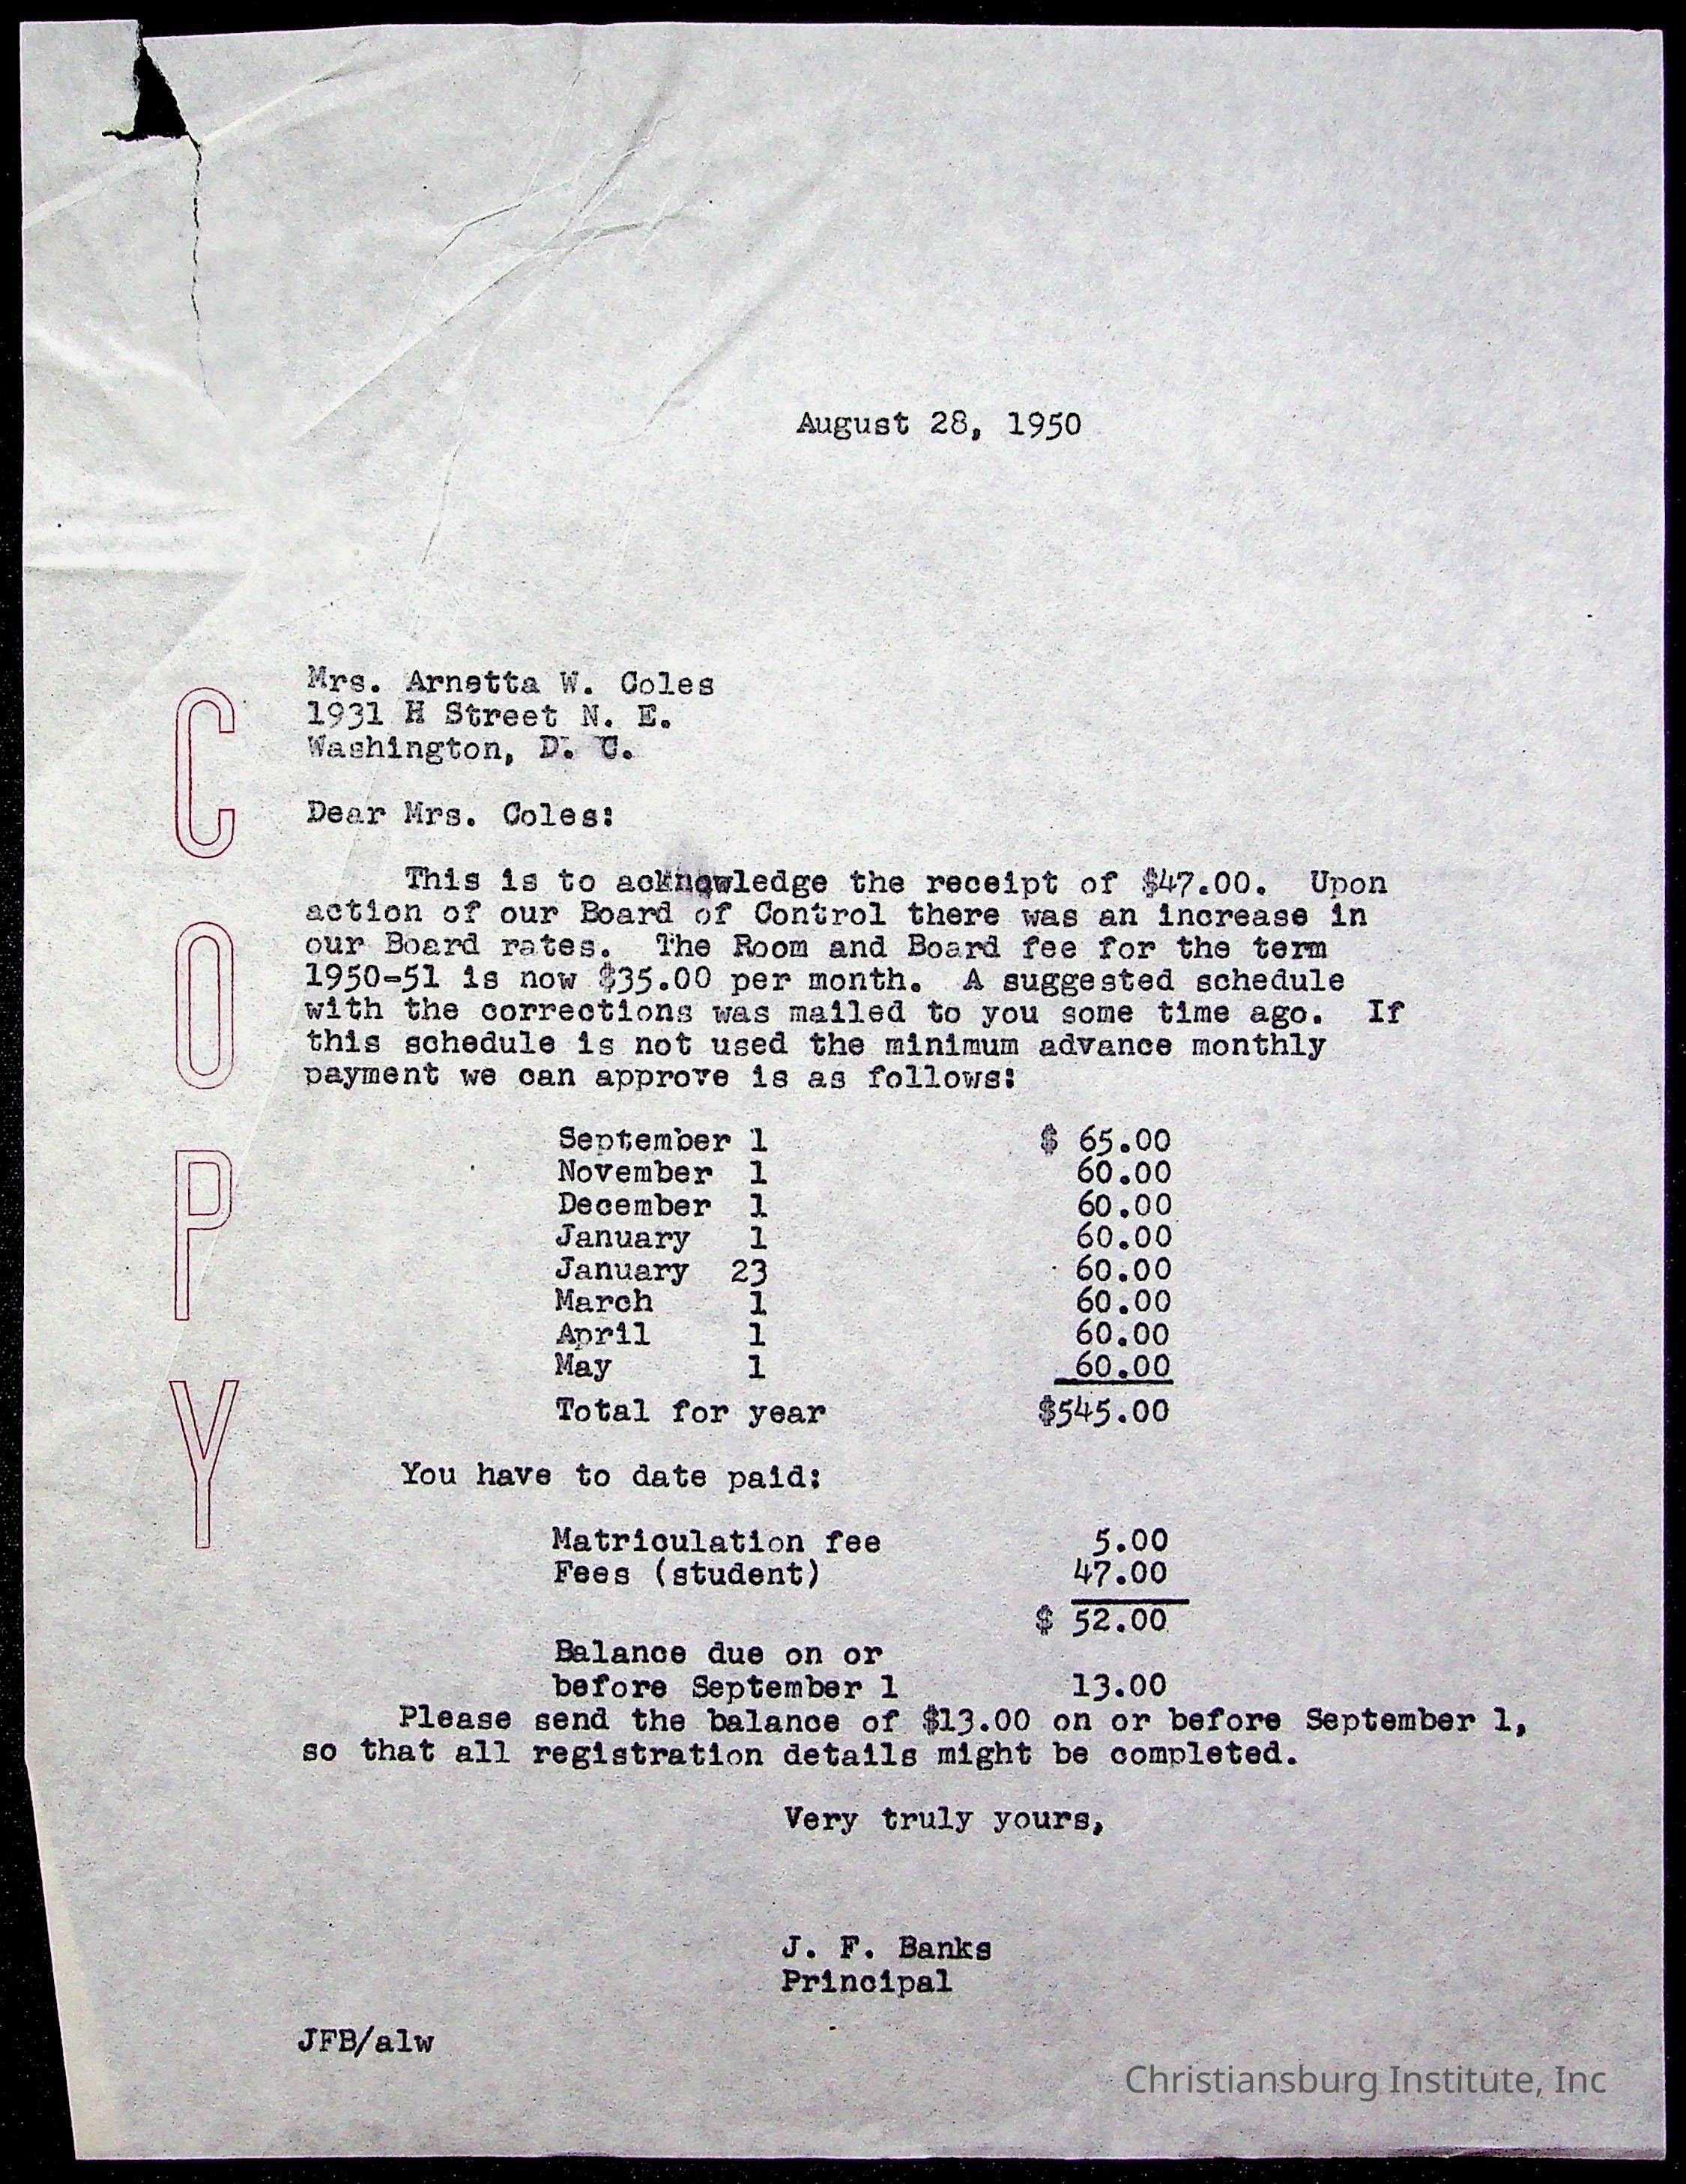 August 28, 1950
Mrs. Arnetta W. Coles
1931 H Street N. E.
Washington, D. C.
Dear Mrs. Coles:
This is to acknowledge the receipt of $47.00. Upon
action of our Board of Control there was an increase in
our Board rates. The Room and Board fee for the term
1950-51 is now $35.00 per month. A suggested schedule
with the corrections was mailed to you some time ago. If
this schedule is not used the minimum advance monthly
payment we can approve is as follows:
September 1 $ 65.00
November 1 60.00
December 1 60.00
January 1 60.00
January 23 60.00
March 1 60.00
April 1 60.00
May 1 60.00
Total for year $545.00
You have to date paid:
Matriculation fee 5.00
Fees (student) 47.00
$ 52.00
Balance due on or
before September 1 13.00
Please send the balance of $13.00 on or before September 1,
so that all registration details might be completed.
Very truly yours,
J. F. Banks
Principal
JFB/alw
COPY
Christiansburg Institute, Inc